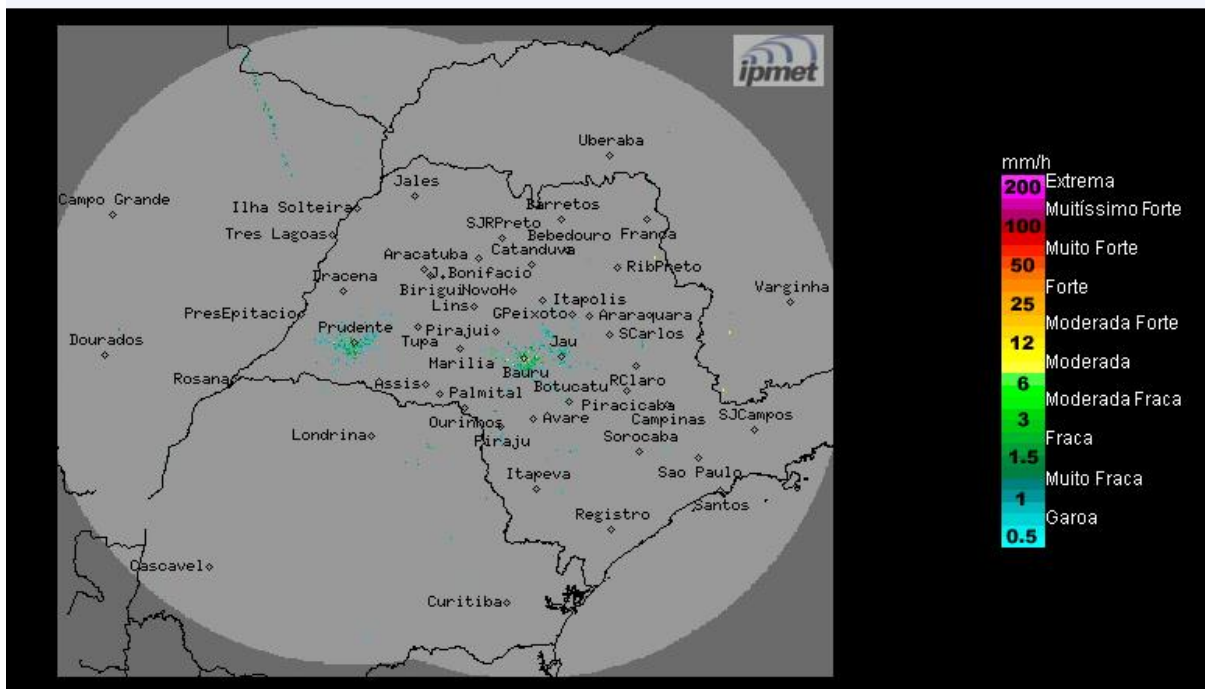 ipmet
Uberaba
Jales
Campo Grande
Ilha Solteira
Barretos
SJRPreto
Tres Lagoas
Bebedouro
Franca
Aracatuba
Catanduva
J.Bonifacio
RibPreto
Dracena
Birigui
NovoH
Varginha
Lins
Itapolis
PresEpitacio
GPeixoto
Araraquara
Prudente
Pirajui
SCarlos
Dourados
Tupa
Jau
Marilia
Bauru
Rosana
Assis
Botucatu
RClaro
Palmital
Piracicaba
Ourinhos
Avare
Campinas
SJCampos
Londrina
Piraju
Sorocaba
Itapeva
Sao Paulo
Santos
Registro
Cascavel
Curitiba
mm/h
200 Extrema
Muitíssimo Forte
100
Muito Forte
50
Forte
25
Moderada Forte
12
Moderada
6
Moderada Fraca
3
Fraca
1.5
Muito Fraca
1
Garoa
0.5